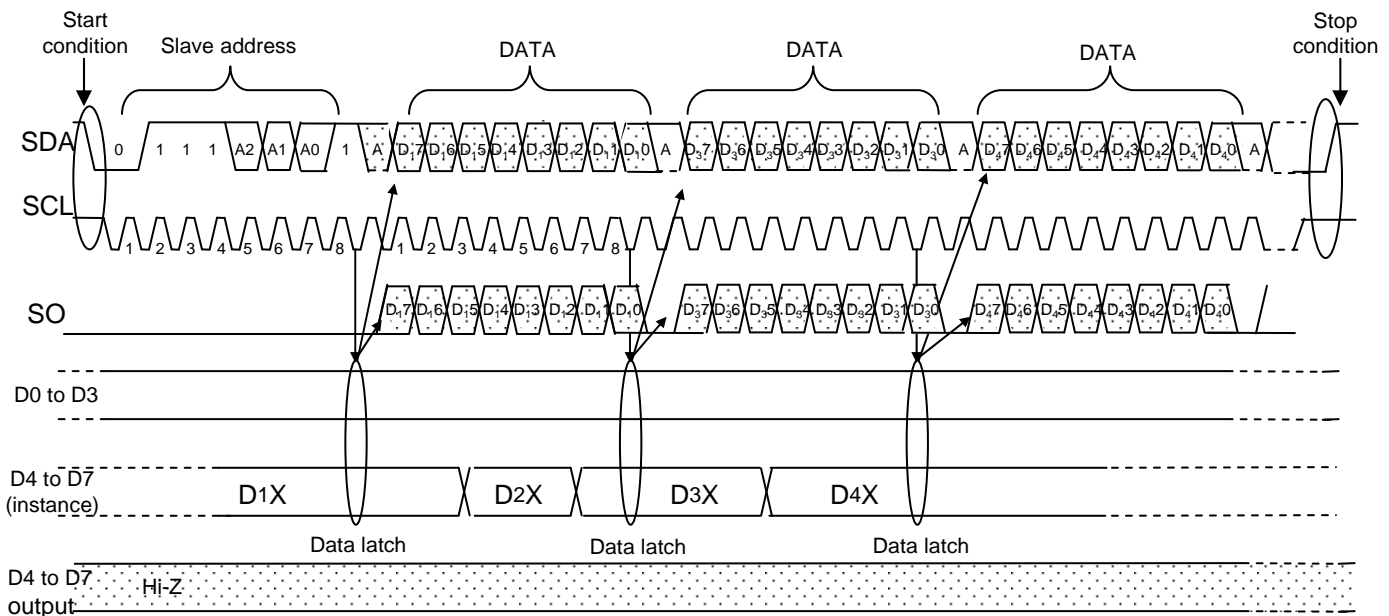 Start
condition
Slave address
DATA
DATA
DATA
Stop
condition
SDA
0 1 1 1 A2 A1 A0 1 A D₁7 D₁6 D₁5 D₁4 D₁3 D₁2 D₁1 D₁0 A D₃7 D₃6 D₃5 D₃4 D₃3 D₃2 D₃1 D₃0 A D₄7 D₄6 D₄5 D₄4 D₄3 D₄2 D₄1 D₄0 A
SCL
1 2 3 4 5 6 7 8 1 2 3 4 5 6 7 8
SO
D₁7 D₁6 D₁5 D₁4 D₁3 D₁2 D₁1 D₁0 D₃7 D₃6 D₃5 D₃4 D₃3 D₃2 D₃1 D₃0 D₄7 D₄6 D₄5 D₄4 D₄3 D₄2 D₄1 D₄0
D0 to D3
D4 to D7
(instance)
D1X D2X D3X D4X
Data latch Data latch Data latch
D4 to D7
output
Hi-Z